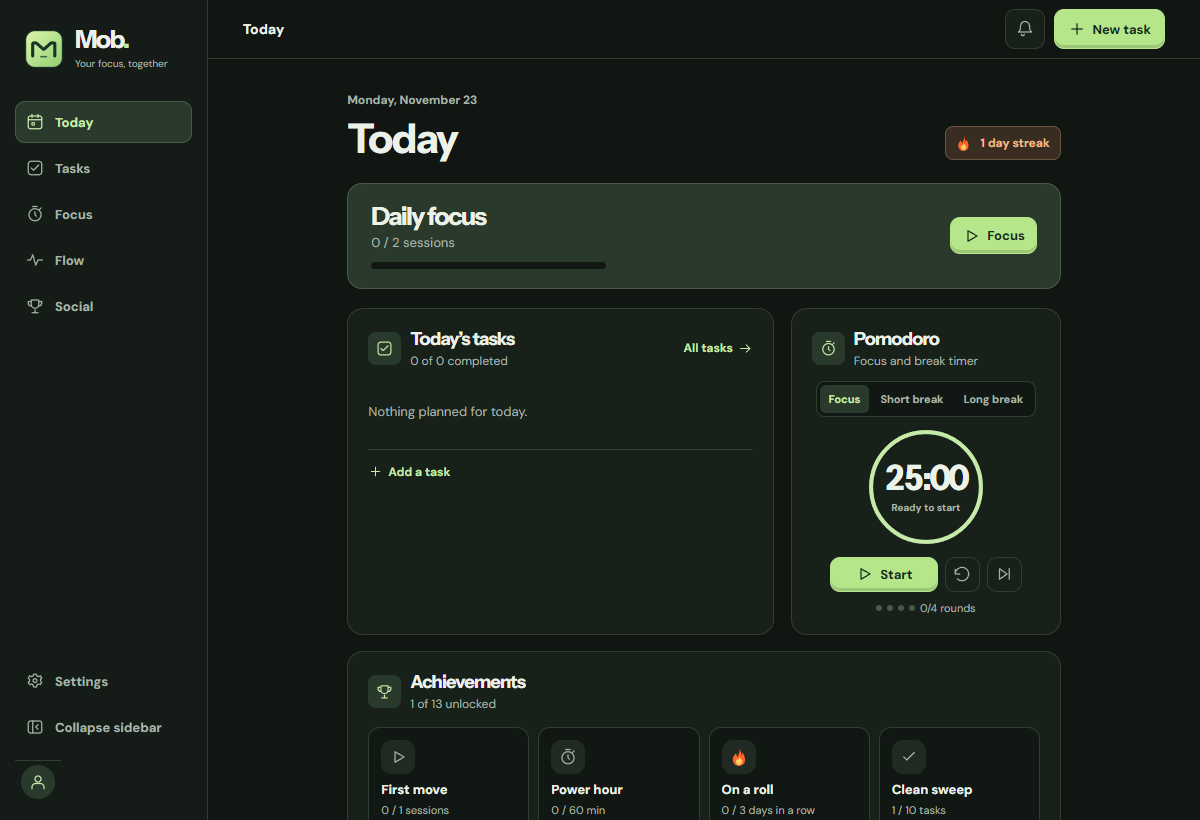 Mob.
Your focus, together
Today
Tasks
Focus
Flow
Social
Settings
Collapse sidebar
Today
New task
Monday, November 23
Today
1 day streak
Daily focus
0 / 2 sessions
Focus
Today's tasks
0 of 0 completed
All tasks →
Nothing planned for today.
+ Add a task
Pomodoro
Focus and break timer
Focus Short break Long break
25:00
Ready to start
Start
0/4 rounds
Achievements
1 of 13 unlocked
First move
0 / 1 sessions
Power hour
0 / 60 min
On a roll
0 / 3 days in a row
Clean sweep
1 / 10 tasks